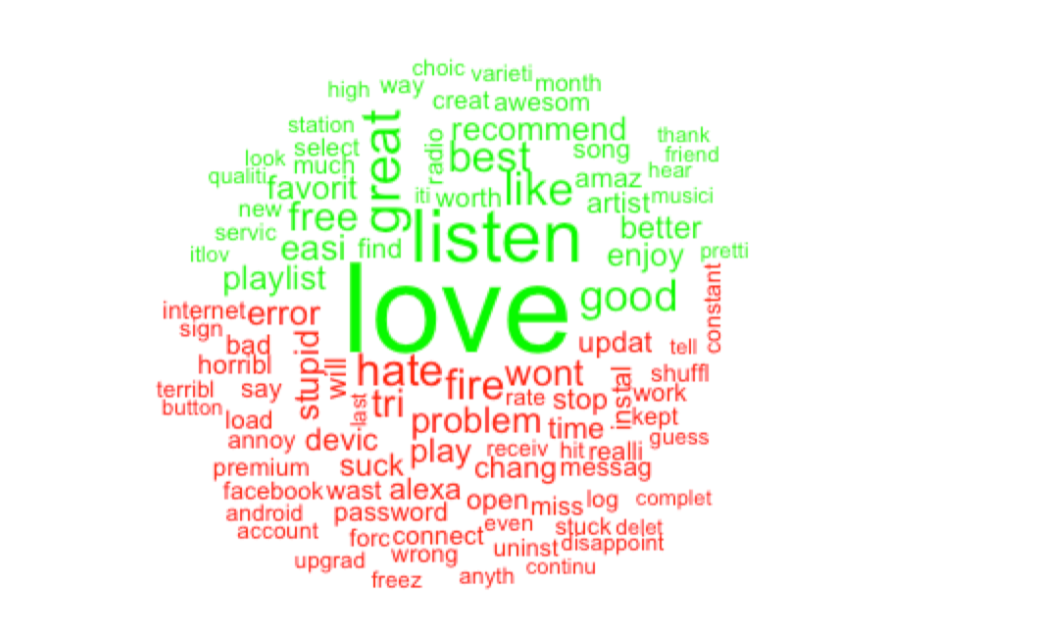 choic varieti month
high way
creat awesom
station great radio recommend thank
select best song friend
look much hear
qualiti favorit iti worth like amaz musici
new free artist
servic listen better
itlov easi find enjoy pretti
playlist love good constant
internet error
sign updat tell
bad stupid will hate fire wont
horribl shuffl
terribl say last tri rate stop instal work
button kept
load problem time
annoy devic guess
play receiv hit realli
premium suck chang messag
facebook wast alexa
open miss log complet
android password
account even stuck delet
forc connect disappoint
wrong uninst
upgrad continu
freez anyth